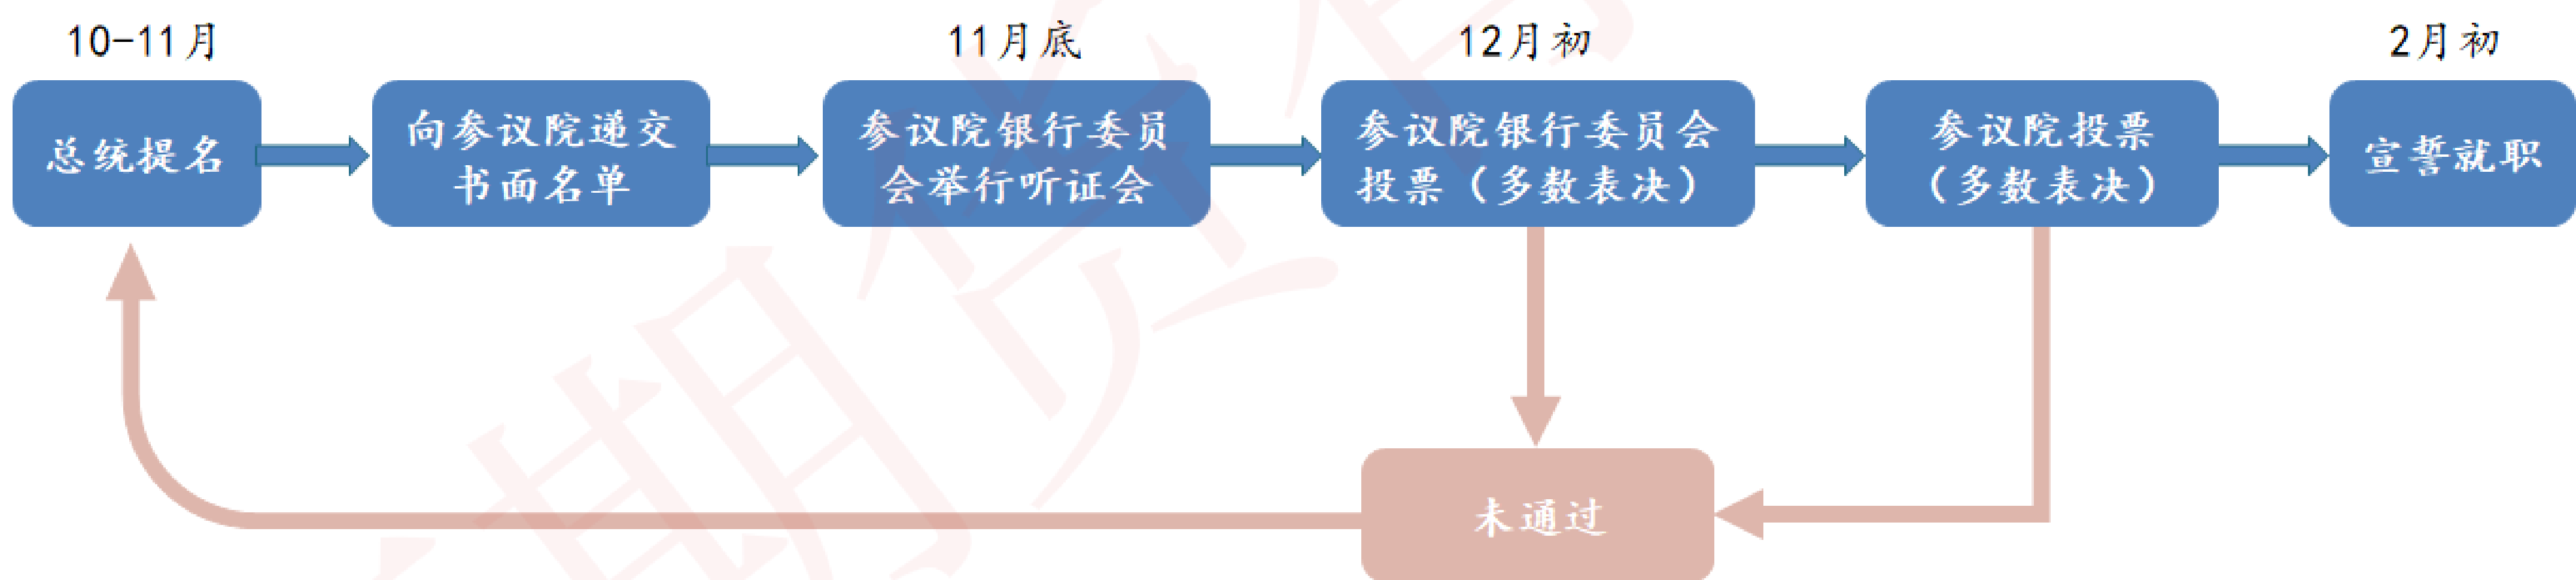 10-11月
11月底
12月初
2月初
总统提名
向参议院递交
书面名单
参议院银行委员
会举行听证会
参议院银行委员会
投票（多数表决）
参议院投票
（多数表决）
宣誓就职
未通过
期货